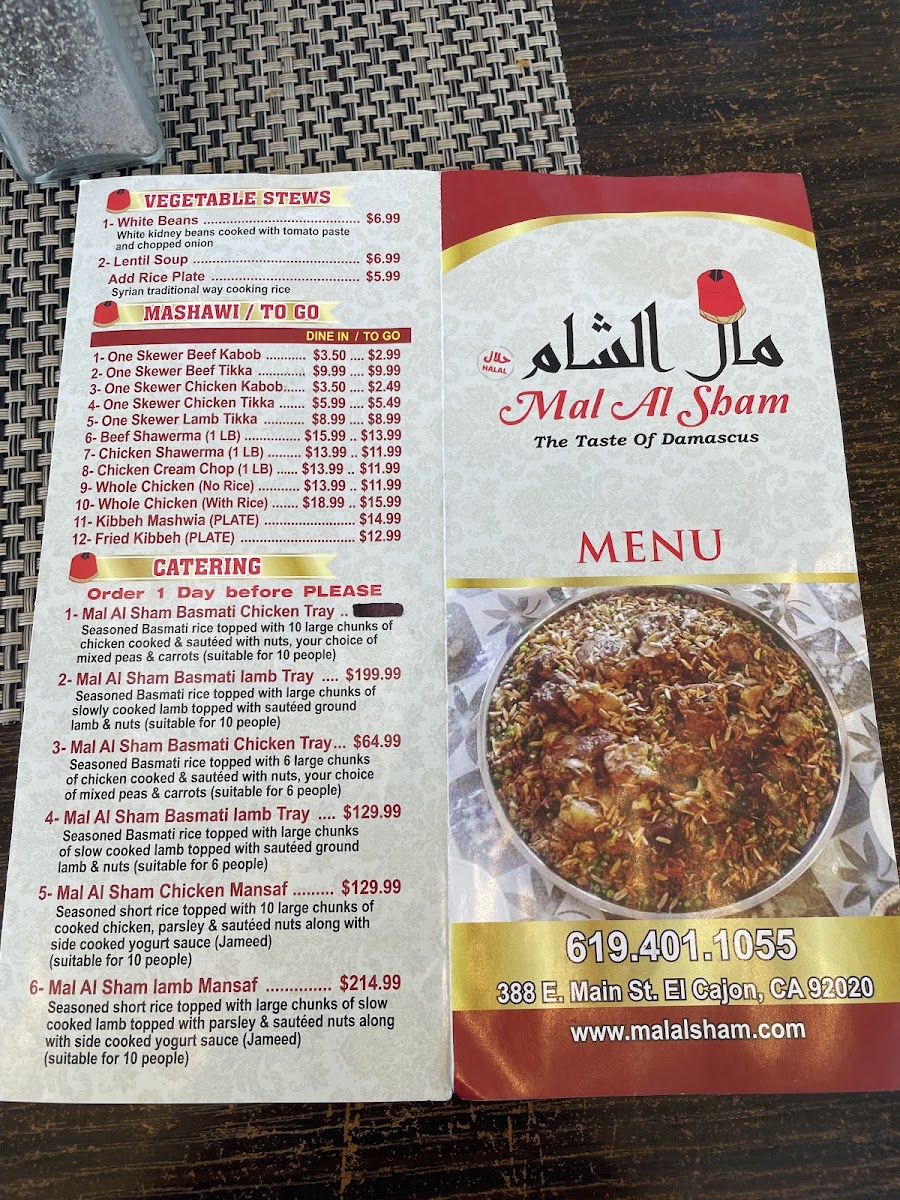 VEGETABLE STEWS
1- White Beans ........................................ $6.99
White kidney beans cooked with tomato paste
and chopped onion
2- Lentil Soup ........................................... $6.99
Add Rice Plate ...................................... $5.99
Syrian traditional way cooking rice
MASHAWI / TO GO
DINE IN / TO GO
1- One Skewer Beef Kabob ........... $3.50 .... $2.99
2- One Skewer Beef Tikka ............. $9.99 .... $9.99
3- One Skewer Chicken Kabob...... $3.50 .... $2.49
4- One Skewer Chicken Tikka ....... $5.99 .... $5.49
5- One Skewer Lamb Tikka ........... $8.99 .... $8.99
6- Beef Shawerma (1 LB) ............... $15.99 .. $13.99
7- Chicken Shawerma (1 LB) ......... $13.99 .. $11.99
8- Chicken Cream Chop (1 LB) ...... $13.99 .. $11.99
9- Whole Chicken (No Rice) ........... $13.99 .. $11.99
10- Whole Chicken (With Rice) ....... $18.99 .. $15.99
11- Kibbeh Mashwia (PLATE) ........................ $14.99
12- Fried Kibbeh (PLATE) .............................. $12.99
CATERING
Order 1 Day before PLEASE
1- Mal Al Sham Basmati Chicken Tray ..
Seasoned Basmati rice topped with 10 large chunks of
chicken cooked & sautéed with nuts, your choice of
mixed peas & carrots (suitable for 10 people)
2- Mal Al Sham Basmati lamb Tray .... $199.99
Seasoned Basmati rice topped with large chunks of
slowly cooked lamb topped with sautéed ground
lamb & nuts (suitable for 10 people)
3- Mal Al Sham Basmati Chicken Tray... $64.99
Seasoned Basmati rice topped with 6 large chunks
of chicken cooked & sautéed with nuts, your choice
of mixed peas & carrots (suitable for 6 people)
4- Mal Al Sham Basmati lamb Tray .... $129.99
Seasoned Basmati rice topped with large chunks
of slow cooked lamb topped with sautéed ground
lamb & nuts (suitable for 6 people)
5- Mal Al Sham Chicken Mansaf ......... $129.99
Seasoned short rice topped with 10 large chunks of
cooked chicken, parsley & sautéed nuts along with
side cooked yogurt sauce (Jameed)
(suitable for 10 people)
6- Mal Al Sham lamb Mansaf .............. $214.99
Seasoned short rice topped with large chunks of slow
cooked lamb topped with parsley & sautéed nuts along
with side cooked yogurt sauce (Jameed)
(suitable for 10 people)
مال الشام
حلال
HALAL
Mal Al Sham
The Taste Of Damascus
MENU
619.401.1055
388 E. Main St. El Cajon, CA 92020
www.malalsham.com